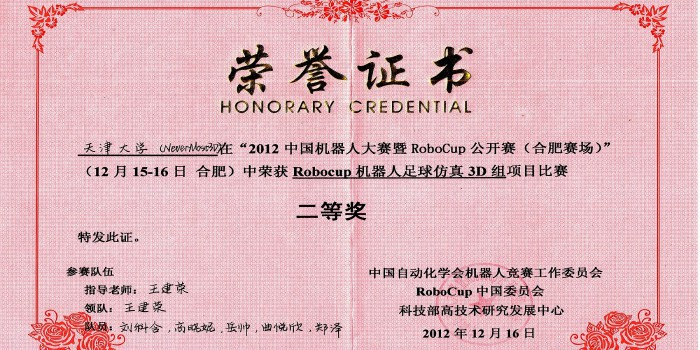 荣誉证书
HONORARY CREDENTIAL
天津大学 在“2012 中国机器人大赛暨 RoboCup 公开赛（合肥赛场）”
（12 月 15-16 日 合肥）中荣获 Robocup 机器人足球仿真 3D 组项目比赛
二等奖
特发此证。
参赛队伍
指导老师：王建荣
领队：王建荣
队员：刘科含，高晓妮，岳帅，曲悦欣，郑泽
中国自动化学会机器人竞赛工作委员会
RoboCup 中国委员会
科技部高技术研究发展中心
2012 年 12 月 16 日